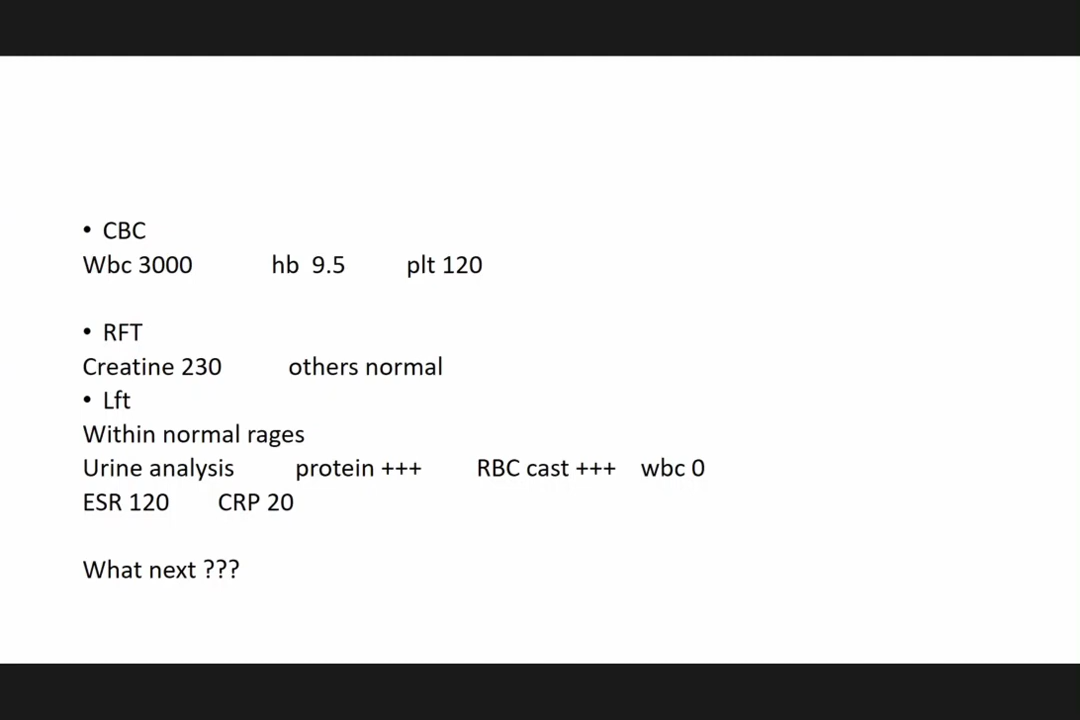 • CBC
Wbc 3000 hb 9.5 plt 120
• RFT
Creatine 230 others normal
• Lft
Within normal rages
Urine analysis protein +++ RBC cast +++ wbc 0
ESR 120 CRP 20
What next ???